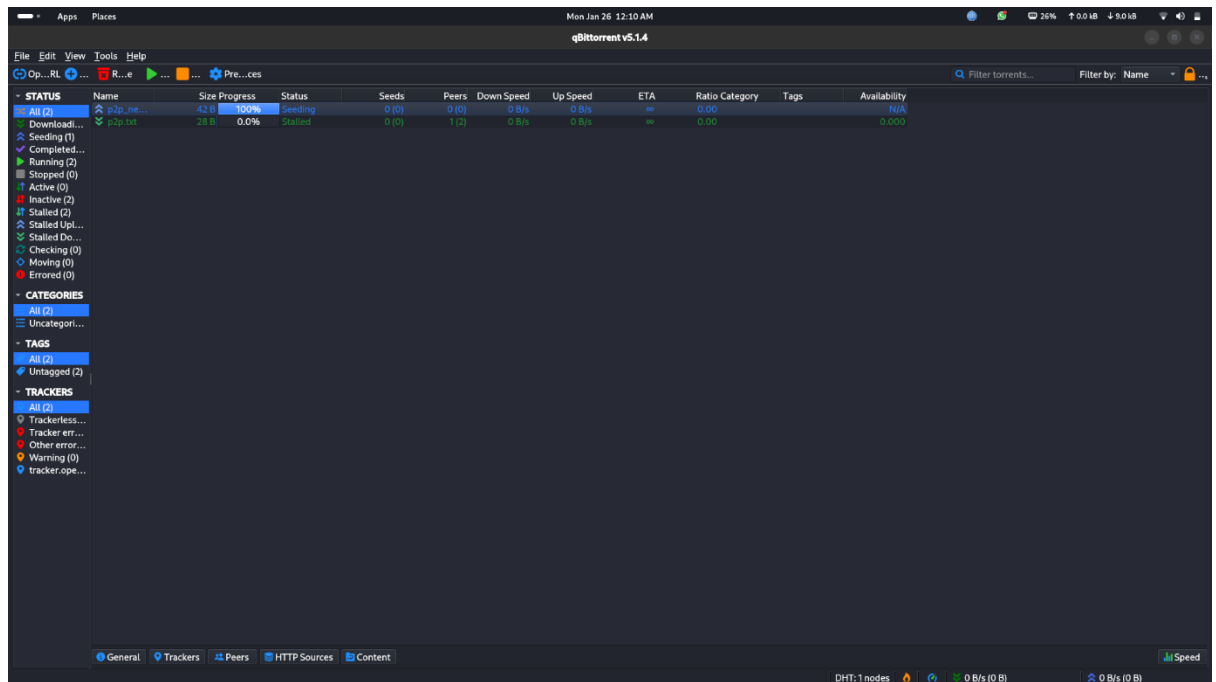 Apps Places Mon Jan 26 12:10 AM 26% ↑0.0 kB ↓9.0 kB
qBittorrent v5.1.4
File Edit View Tools Help
Op...RL ... R...e ... ... Pre...ces Filter torrents... Filter by: Name
STATUS
All (2)
Downloadi...
Seeding (1)
Completed...
Running (2)
Stopped (0)
Active (0)
Inactive (2)
Stalled (2)
Stalled Upl...
Stalled Do...
Checking (0)
Moving (0)
Errored (0)
CATEGORIES
All (2)
Uncategori...
TAGS
All (2)
Untagged (2)
TRACKERS
All (2)
Trackerless...
Tracker err...
Other error...
Warning (0)
tracker.ope...
Name Size Progress Status Seeds Peers Down Speed Up Speed ETA Ratio Category Tags Availability
p2p_ne... 42 B 100% Seeding 0 (0) 0 (0) 0 B/s 0 B/s ∞ 0.00 N/A
p2p.txt 28 B 0.0% Stalled 0 (0) 1 (2) 0 B/s 0 B/s ∞ 0.00 0.000
General Trackers Peers HTTP Sources Content Speed
DHT: 1 nodes 0 B/s (0 B) 0 B/s (0 B)